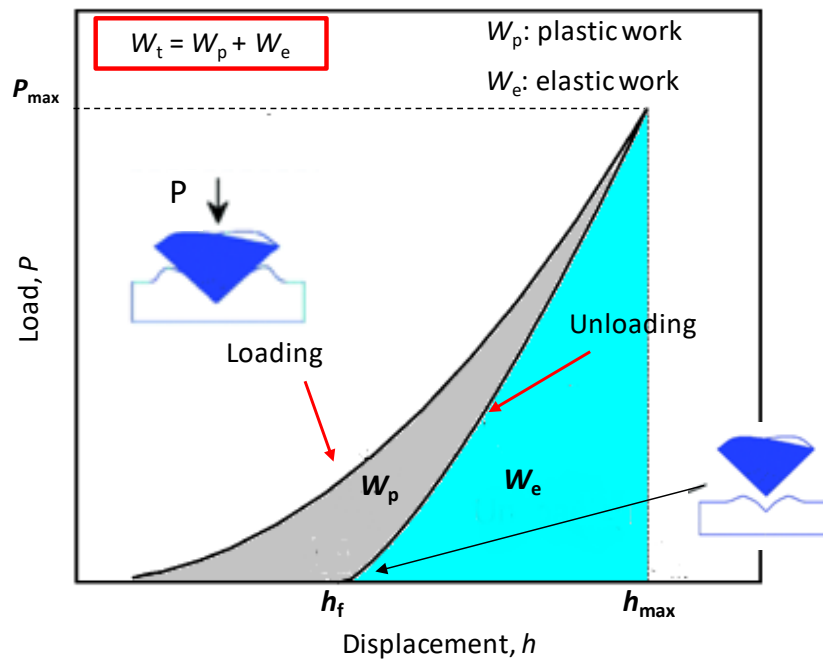 Wt = Wp + We
Wp: plastic work
We: elastic work
Pmax
P
Load, P
Loading
Unloading
Wp
We
hf
hmax
Displacement, h